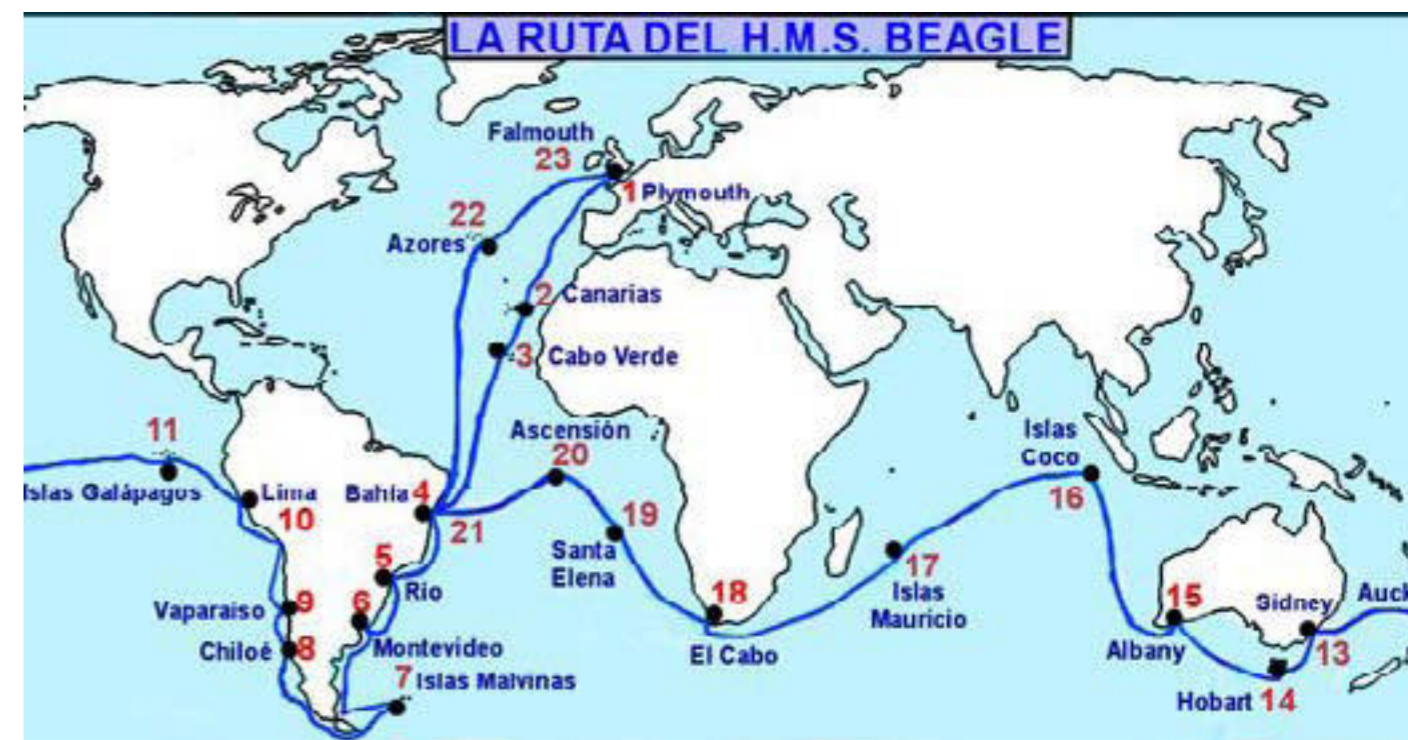 LA RUTA DEL H.M.S. BEAGLE
Falmouth
23
1 Plymouth
22
Azores
2 Canarias
3 Cabo Verde
11
Islas Galápagos
Lima
10
Bahía 4
21
Ascensión
20
19
Santa
Elena
Islas
Coco
16
5
Rio
9
Vaparaiso
6
Montevideo
8
Chiloé
7 Islas Malvinas
18
El Cabo
17
Islas
Mauricio
15
Albany
Sidney
13
Auck
Hobart 14